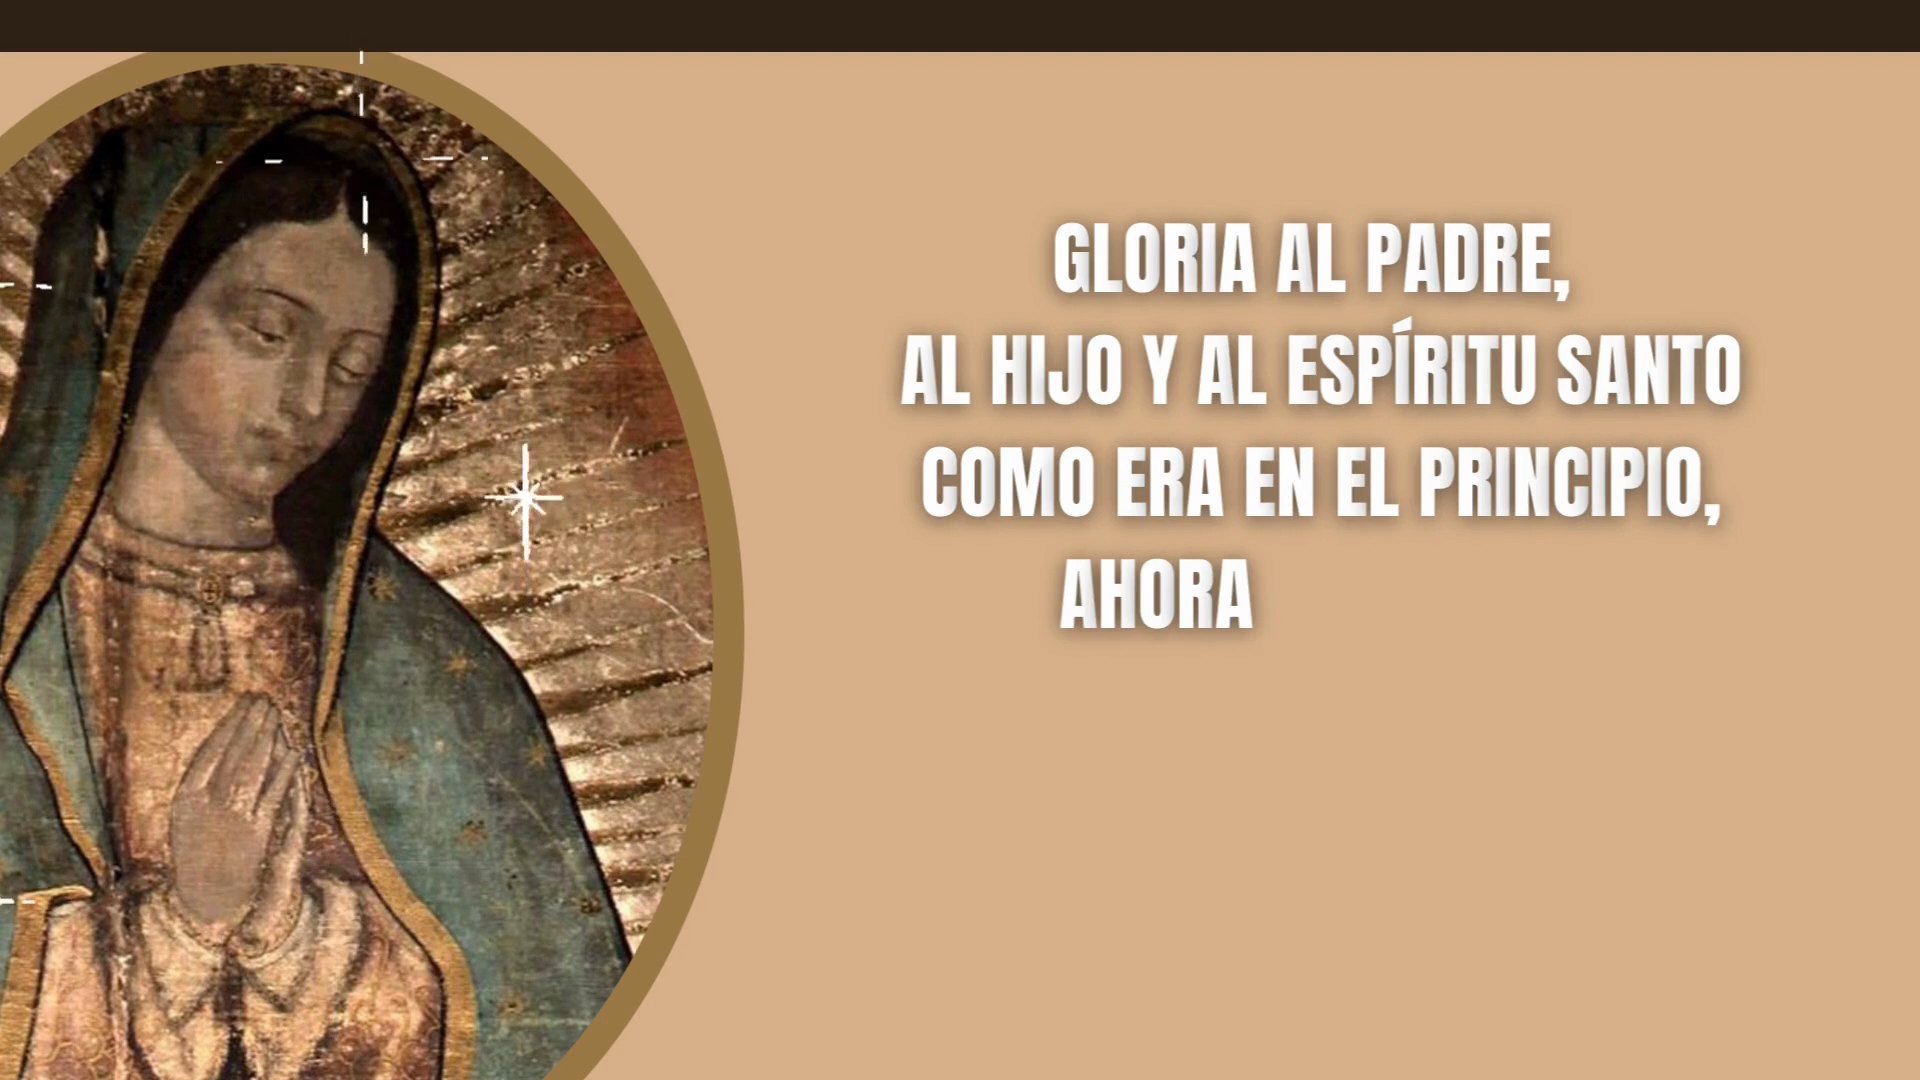 GLORIA AL PADRE,
AL HIJO Y AL ESPÍRITU SANTO
COMO ERA EN EL PRINCIPIO,
AHORA